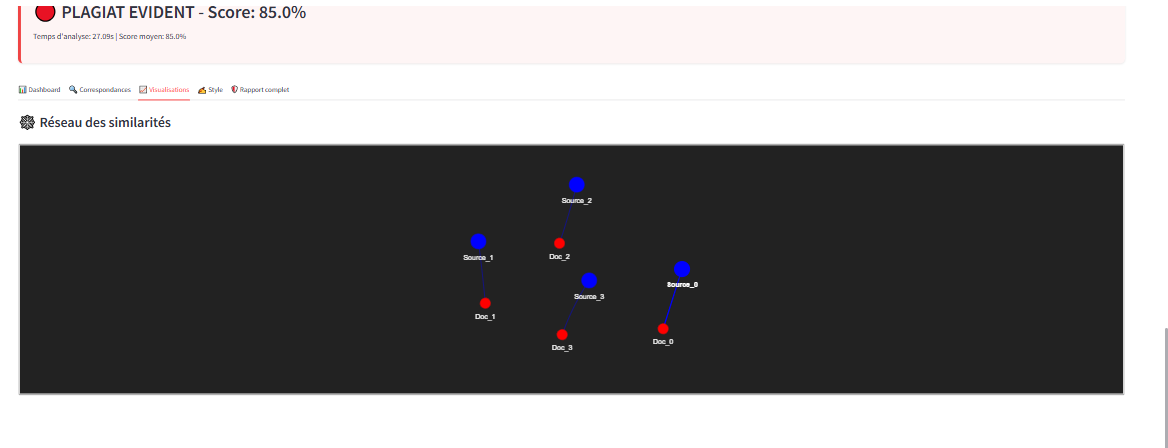 PLAGIAT EVIDENT - Score: 85.0%
Temps d'analyse: 27.09s | Score moyen: 85.0%
Dashboard Correspondances Visualisations Style Rapport complet
Réseau des similarités
Source_2
Source_1
Doc_2
Source_0
Source_3
Doc_1
Doc_0
Doc_3